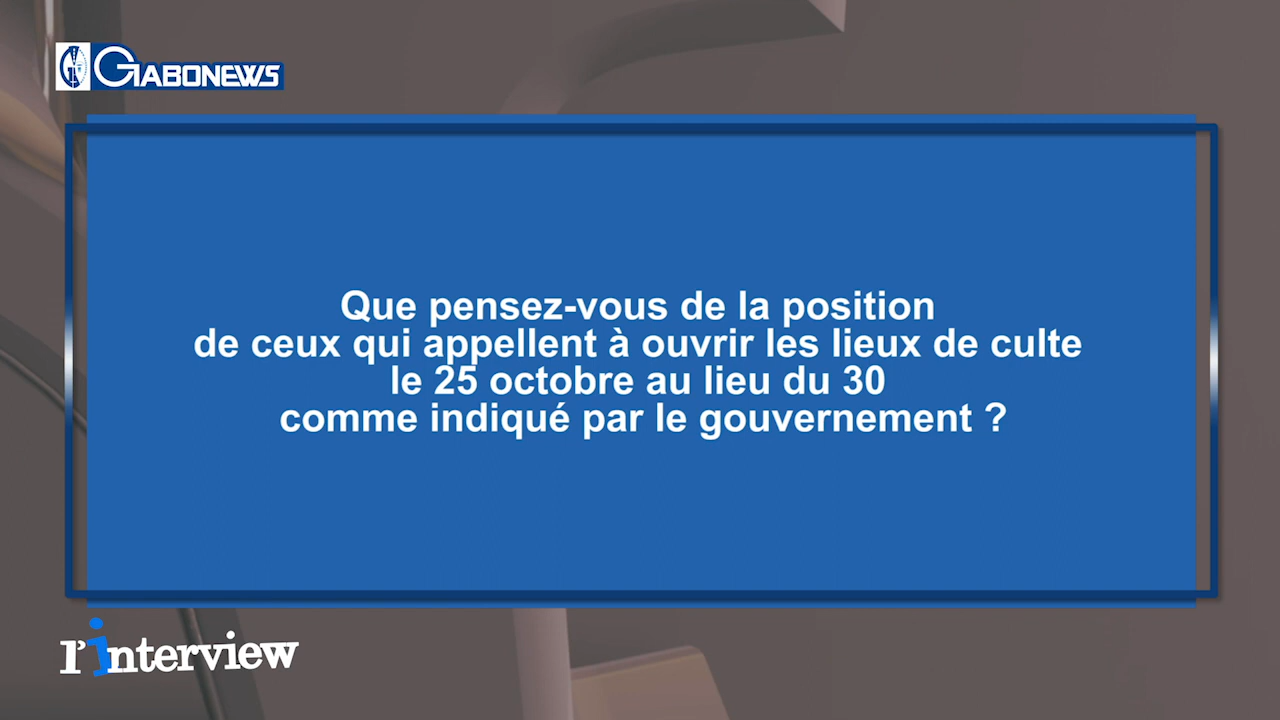 GABONEWS
Que pensez-vous de la position
de ceux qui appellent à ouvrir les lieux de culte
le 25 octobre au lieu du 30
comme indiqué par le gouvernement ?
l'interview